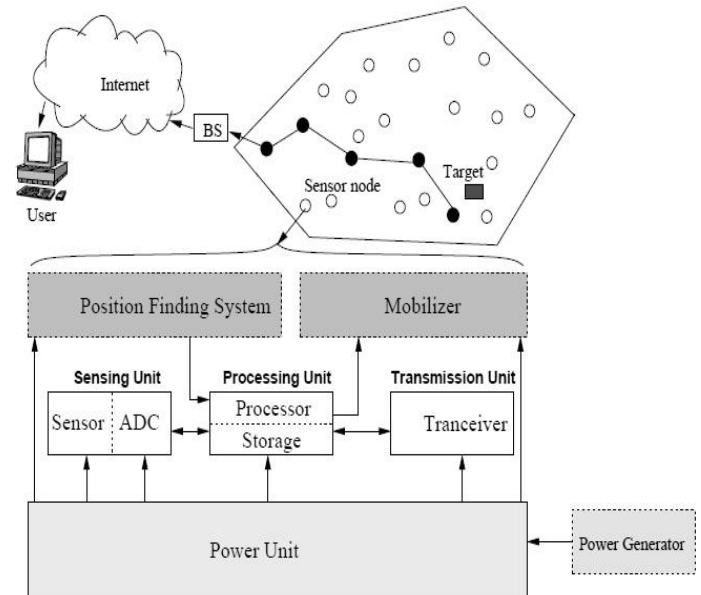 Internet
BS
Target
Sensor node
User
Position Finding System
Mobilizer
Sensing Unit
Processing Unit
Transmission Unit
Sensor
ADC
Processor
Storage
Tranceiver
Power Unit
Power Generator